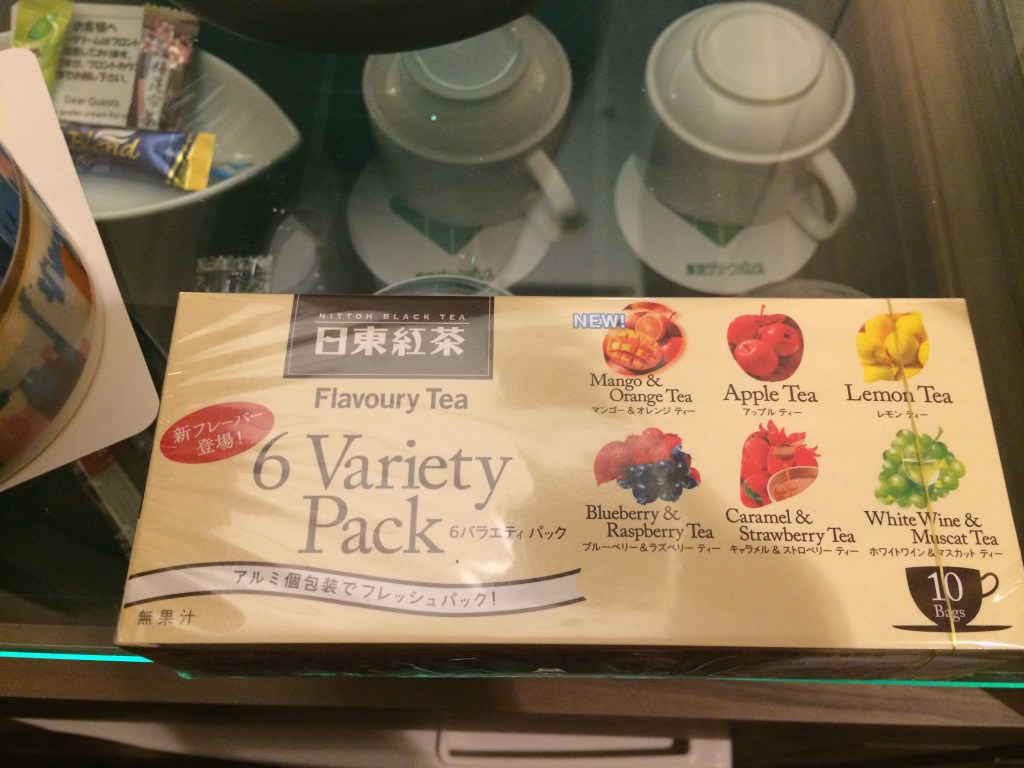 お客様へ
Dear Guests
Blend
NITTOH BLACK TEA
日東紅茶
Flavoury Tea
新フレーバー
登場!
6 Variety
Pack
6バラエティ パック
アルミ個包装でフレッシュパック!
無果汁
NEW!
Mango &
Orange Tea
マンゴー & オレンジ ティー
Apple Tea
アップル ティー
Lemon Tea
レモン ティー
Blueberry &
Raspberry Tea
ブルーベリー & ラズベリー ティー
Caramel &
Strawberry Tea
キャラメル & ストロベリー ティー
White Wine &
Muscat Tea
ホワイトワイン & マスカット ティー
10
Bags